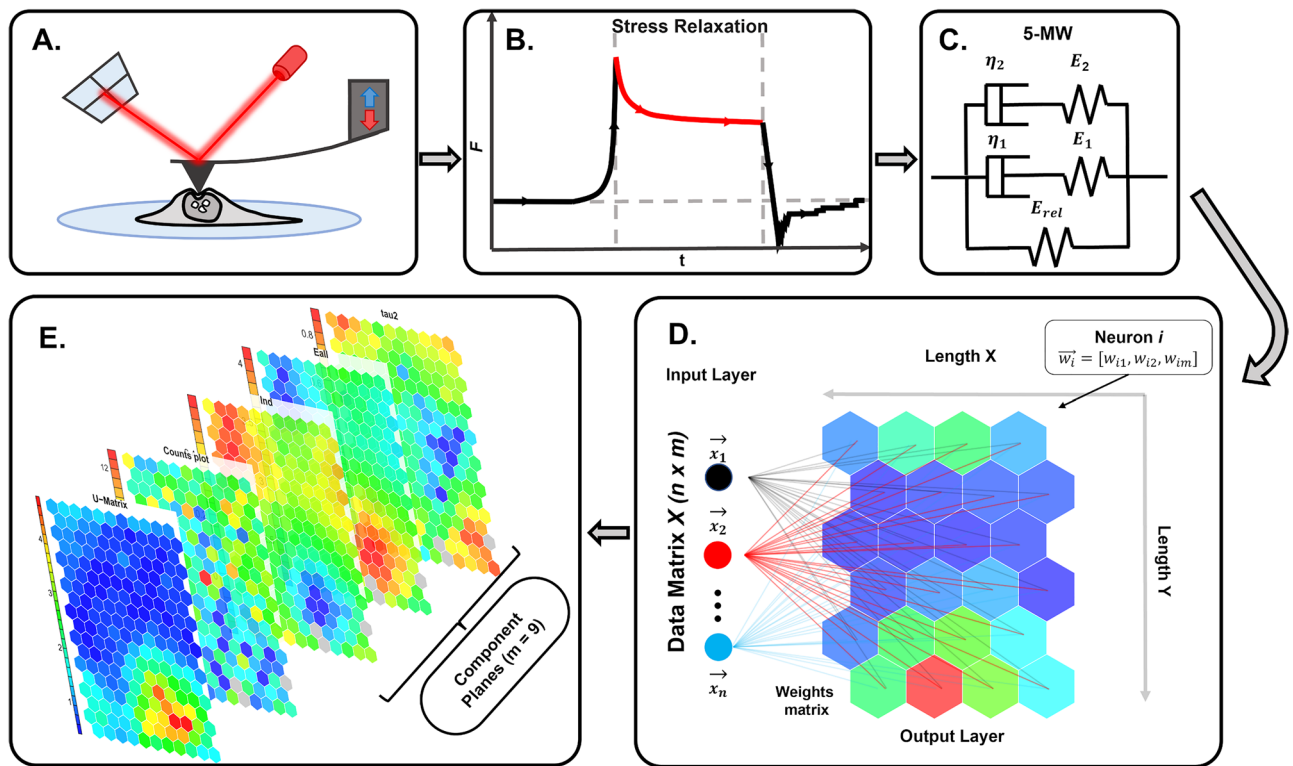 A.
B.
Stress Relaxation
F
t
C.
5-MW
η2
E2
η1
E1
Erel
E.
tau2
0.8
Eall
4
Ind
Counts plot
12
U-Matrix
4
3
2
1
Component
Planes (m = 9)
D.
Neuron i
w⃗i = [wi1, wi2, wim]
Length X
Input Layer
Data Matrix X (n x m)
x⃗1
x⃗2
x⃗n
Length Y
Weights
matrix
Output Layer